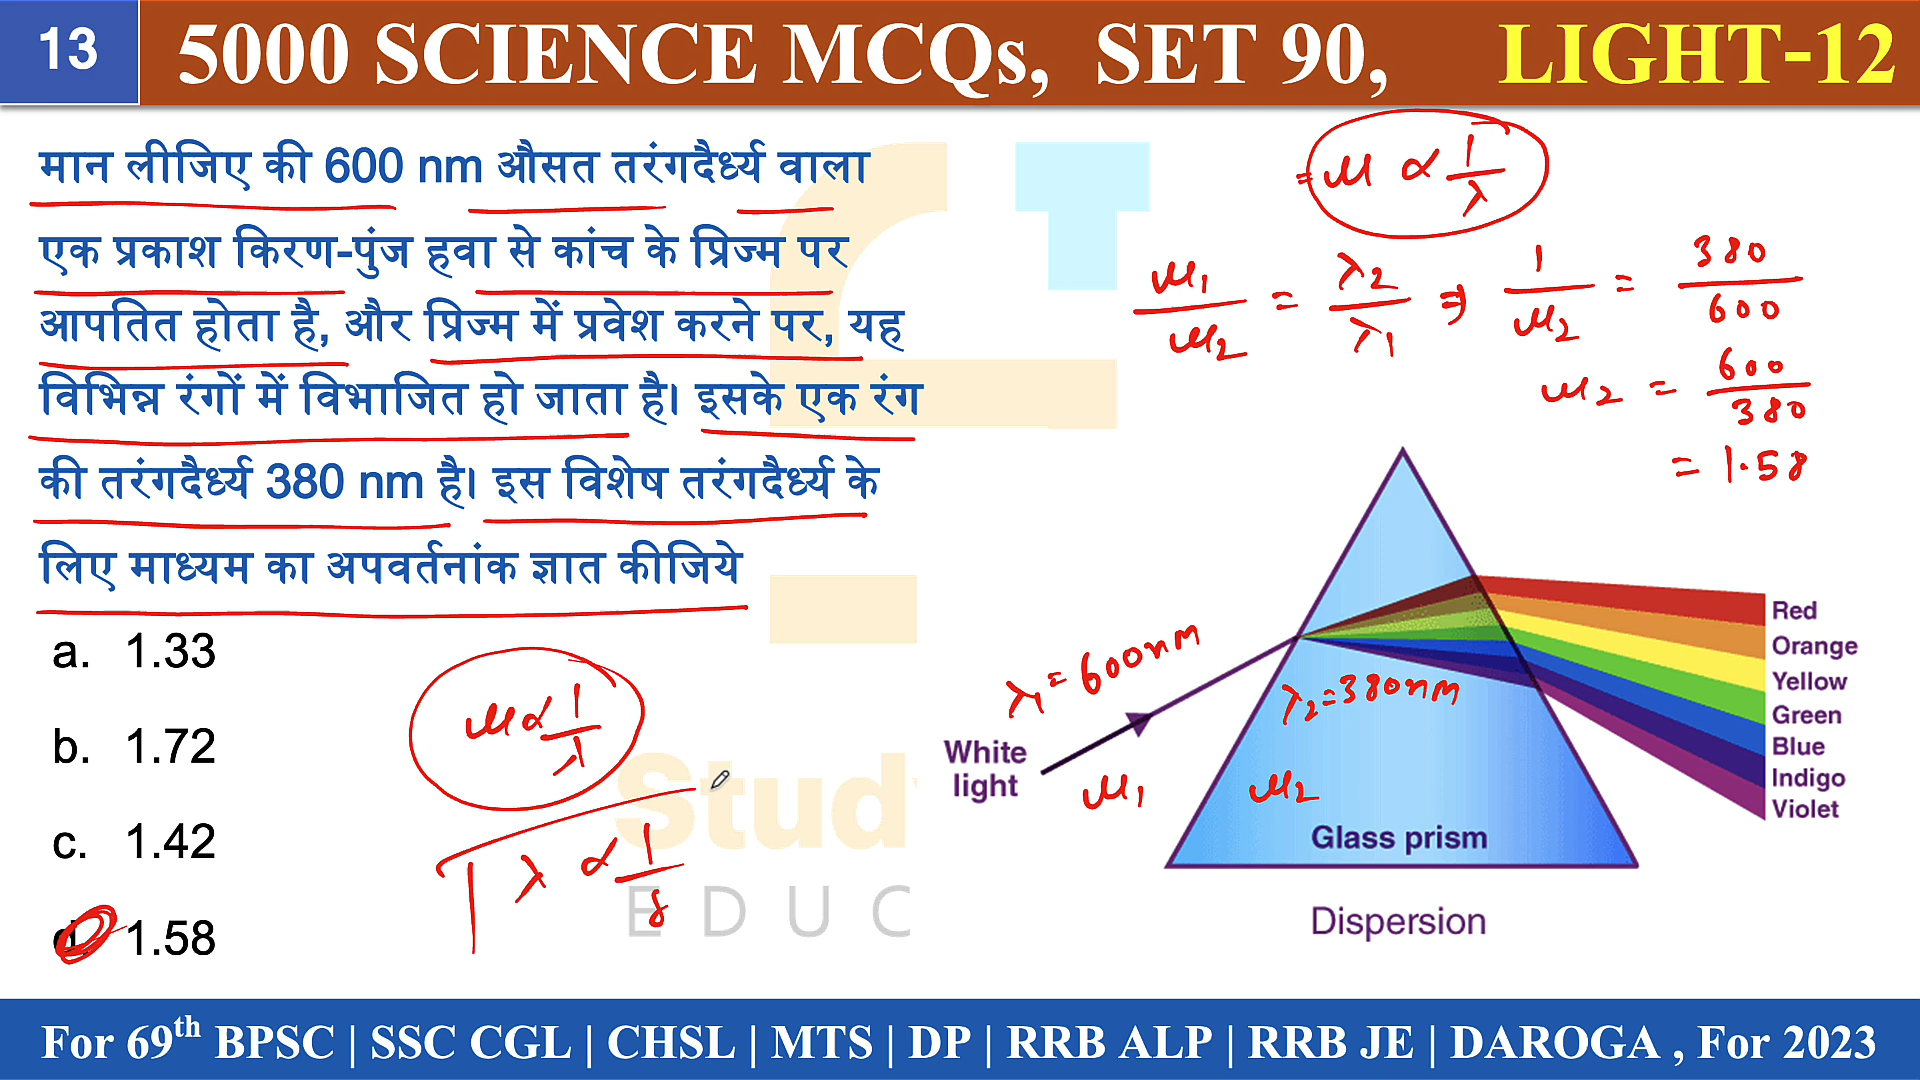 13
5000 SCIENCE MCQs, SET 90, LIGHT-12
मान लीजिए की 600 nm औसत तरंगदैर्ध्य वाला
एक प्रकाश किरण-पुंज हवा से कांच के प्रिज्म पर
आपतित होता है, और प्रिज्म में प्रवेश करने पर, यह
विभिन्न रंगों में विभाजित हो जाता है। इसके एक रंग
की तरंगदैर्ध्य 380 nm है। इस विशेष तरंगदैर्ध्य के
लिए माध्यम का अपवर्तनांक ज्ञात कीजिये
a. 1.33
b. 1.72
c. 1.42
d. 1.58
μ ∝ 1/λ
λ ∝ 1/8
= μ ∝ 1/λ
μ1/μ2 = λ2/λ1 ⇒ 1/μ2 = 380/600
μ2 = 600/380
= 1.58
λ1 = 600nm
λ2 = 380nm
White
light
μ1
μ2
Glass prism
Dispersion
Red
Orange
Yellow
Green
Blue
Indigo
Violet
Stud
EDUC
For 69th BPSC | SSC CGL | CHSL | MTS | DP | RRB ALP | RRB JE | DAROGA , For 2023